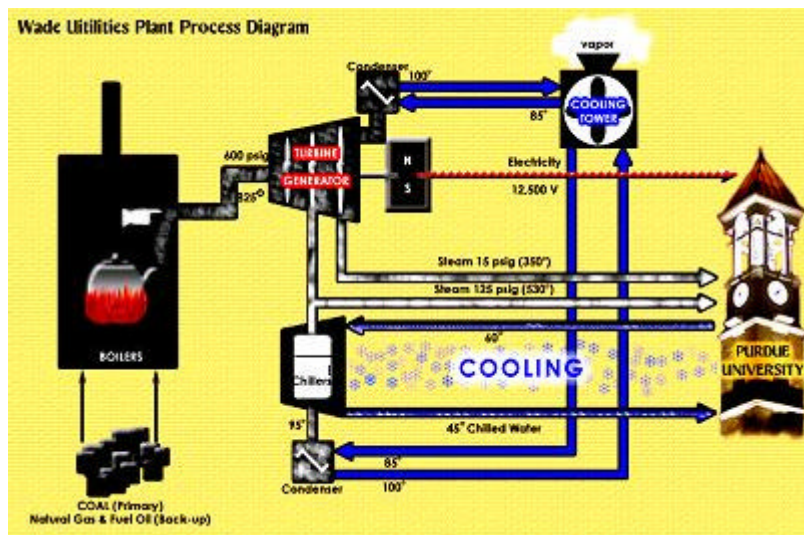 Wade Uitilities Plant Process Diagram
vapor
Condenser
100°
COOLING
TOWER
85°
600 psig
TURBINE
GENERATOR
825°
N
S
Electricity
12,500 V
Steam 15 psig (350°)
Steam 125 psig (530°)
60°
BOILERS
Chillers
COOLING
PURDUE
UNIVERSITY
95°
45° Chilled Water
85°
Condenser
100°
COAL (Primary)
Natural Gas & Fuel Oil (Back-up)